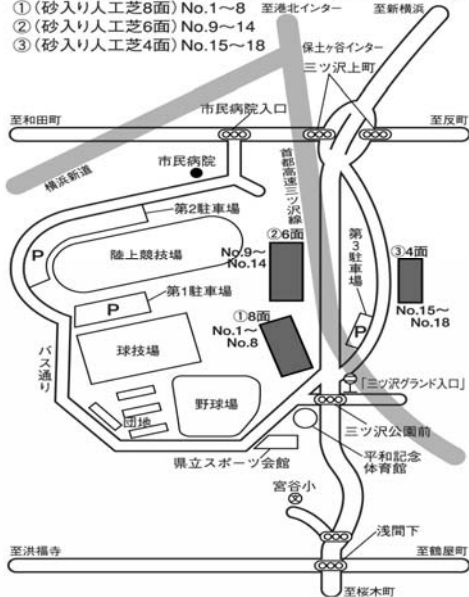 ①(砂入り人工芝8面)No.1〜8
至港北インター
至新横浜
②(砂入り人工芝6面)No.9〜14
③(砂入り人工芝4面)No.15〜18
保土ヶ谷インター
三ツ沢上町
市民病院入口
至和田町
至反町
市民病院
横浜新道
首都高速三ツ沢線
第2駐車場
P
陸上競技場
②6面
No.9〜
No.14
第3駐車場
③4面
No.15〜
No.18
P
第1駐車場
P
①8面
No.1〜
No.8
球技場
バス通り
「三ツ沢グランド入口」
団地
野球場
三ツ沢公園前
県立スポーツ会館
平和記念
体育館
宮谷小
文
浅間下
至洪福寺
至鶴屋町
至桜木町